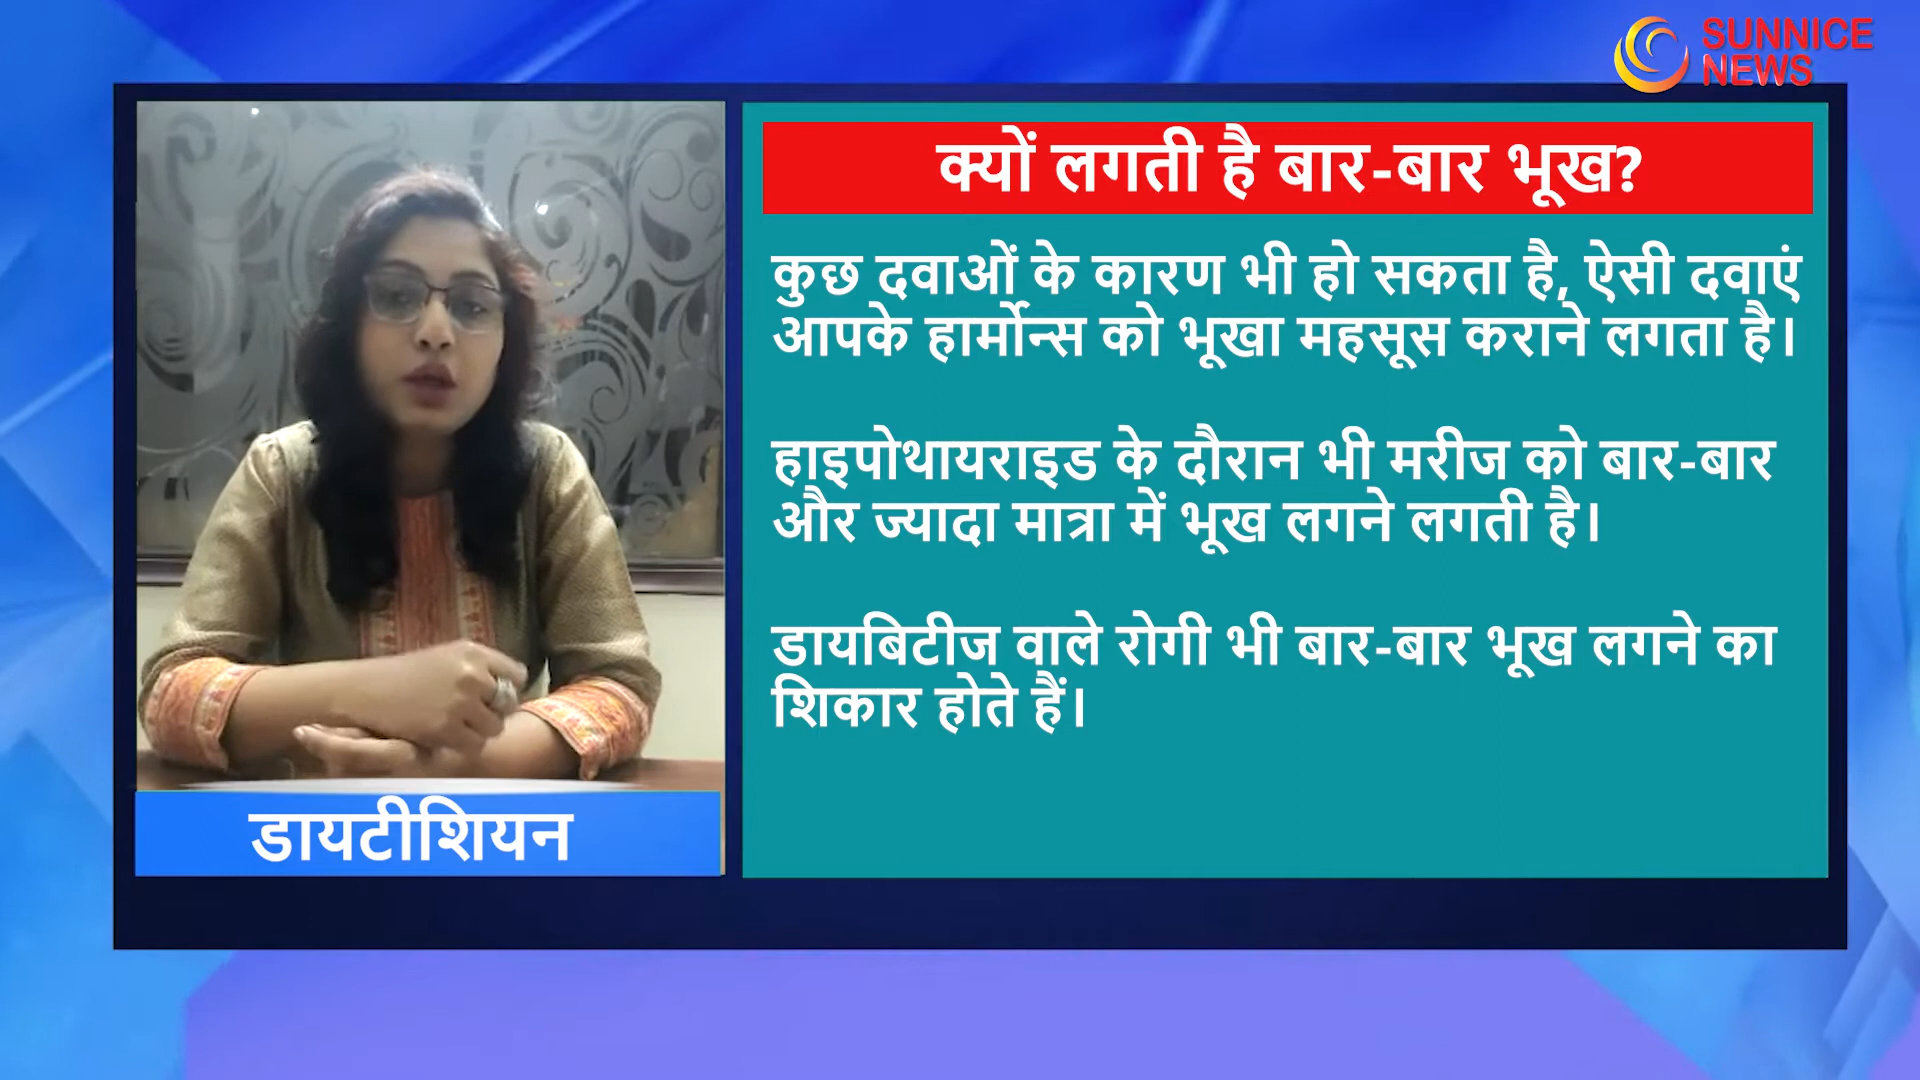 SUNNICE
NEWS
क्यों लगती है बार-बार भूख?
कुछ दवाओं के कारण भी हो सकता है, ऐसी दवाएं
आपके हार्मोन्स को भूखा महसूस कराने लगता है।
हाइपोथायराइड के दौरान भी मरीज को बार-बार
और ज्यादा मात्रा में भूख लगने लगती है।
डायबिटीज वाले रोगी भी बार-बार भूख लगने का
शिकार होते हैं।
डायटीशियन